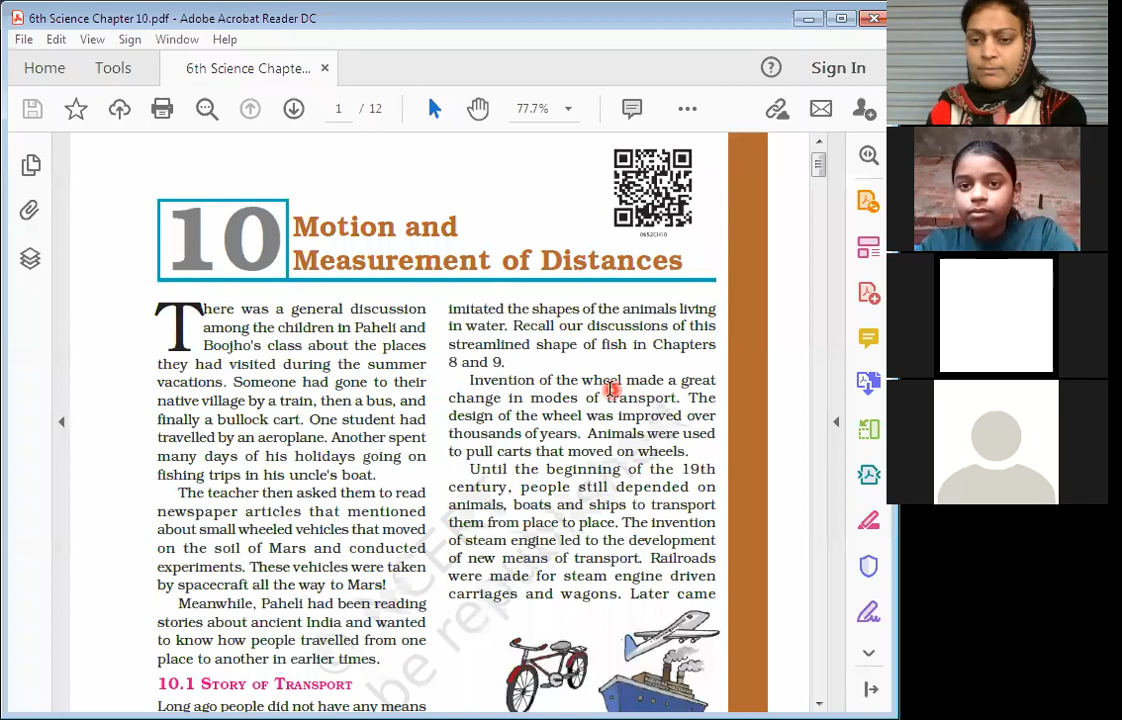 6th Science Chapter 10.pdf - Adobe Acrobat Reader DC
File Edit View Sign Window Help
Home Tools 6th Science Chapte... × Sign In
1 / 12 77.7%
10 Motion and
Measurement of Distances
There was a general discussion
among the children in Paheli and
Boojho's class about the places
they had visited during the summer
vacations. Someone had gone to their
native village by a train, then a bus, and
finally a bullock cart. One student had
travelled by an aeroplane. Another spent
many days of his holidays going on
fishing trips in his uncle's boat.
The teacher then asked them to read
newspaper articles that mentioned
about small wheeled vehicles that moved
on the soil of Mars and conducted
experiments. These vehicles were taken
by spacecraft all the way to Mars!
Meanwhile, Paheli had been reading
stories about ancient India and wanted
to know how people travelled from one
place to another in earlier times.
10.1 Story of Transport
Long ago people did not have any means
imitated the shapes of the animals living
in water. Recall our discussions of this
streamlined shape of fish in Chapters
8 and 9.
Invention of the wheel made a great
change in modes of transport. The
design of the wheel was improved over
thousands of years. Animals were used
to pull carts that moved on wheels.
Until the beginning of the 19th
century, people still depended on
animals, boats and ships to transport
them from place to place. The invention
of steam engine led to the development
of new means of transport. Railroads
were made for steam engine driven
carriages and wagons. Later came